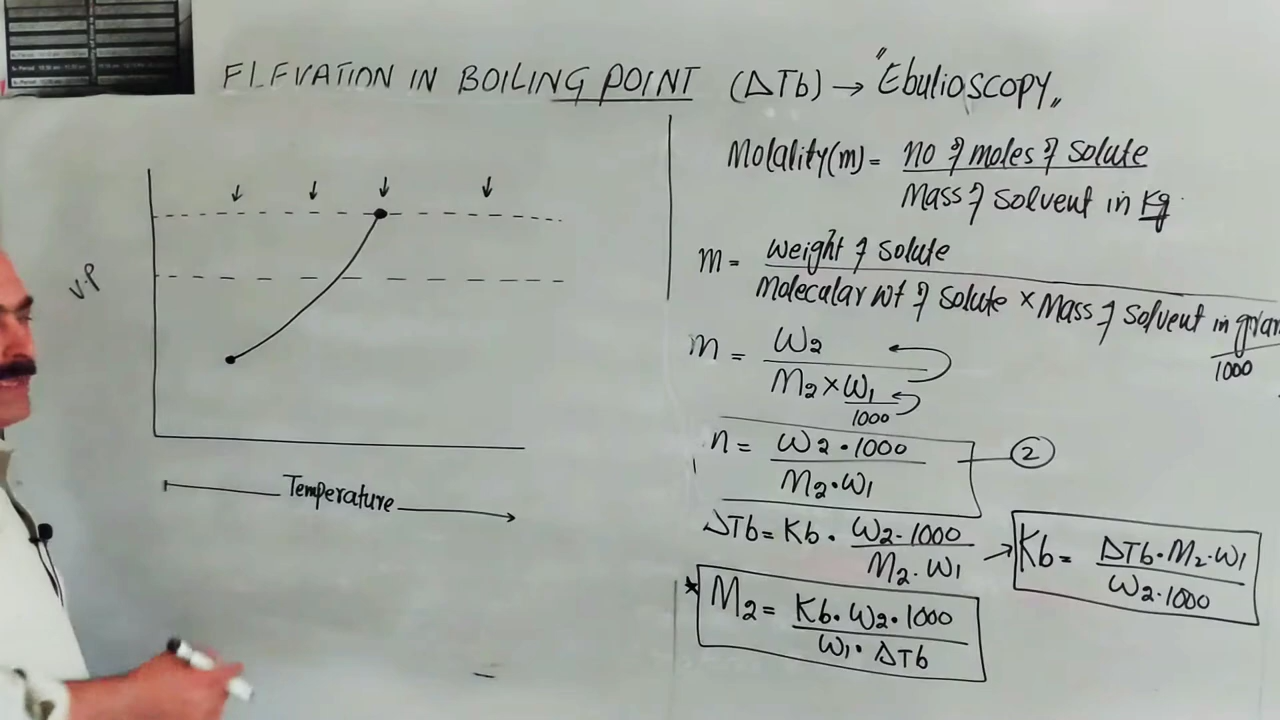 ELEVATION IN BOILING POINT (ΔTb) → "Ebulioscopy"
V.P
Temperature
Molality(m) = no of moles of solute / Mass of solvent in Kg
m = weight of solute / molecular wt of solute × Mass of solvent in gram / 1000
m = W2 / M2 × W1 / 1000
n = W2 · 1000 / M2 · W1 — 2
ΔTb = Kb · W2 · 1000 / M2 · W1 → Kb = ΔTb · M2 · W1 / W2 · 1000
* M2 = Kb · W2 · 1000 / W1 · ΔTb